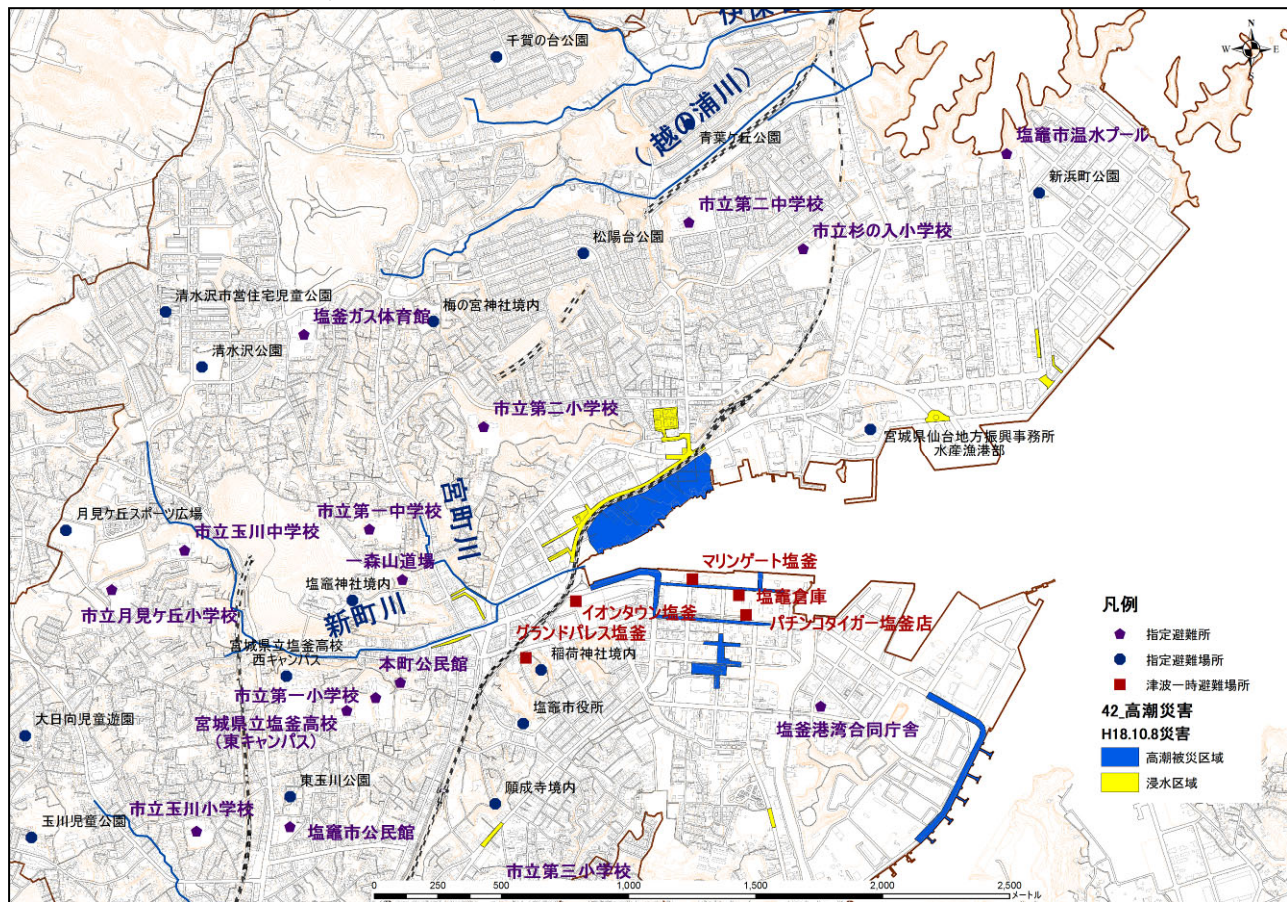 伊保石
N
W
E
S
千賀の台公園
(越の浦川)
青葉ケ丘公園
塩竈市温水プール
新浜町公園
市立第二中学校
市立杉の入小学校
松陽台公園
清水沢市営住宅児童公園
塩釜ガス体育館
梅の宮神社境内
清水沢公園
市立第二小学校
宮城県仙台地方振興事務所
水産漁港部
宮町川
月見ケ丘スポーツ広場
市立玉川中学校
市立第一中学校
一森山道場
塩竈神社境内
市立月見ケ丘小学校
新町川
マリンゲート塩釜
塩竈倉庫
イオンタウン塩釜
パチンコタイガー塩釜店
グランドパレス塩釜
稲荷神社境内
宮城県立塩釜高校
西キャンパス
本町公民館
市立第一小学校
宮城県立塩釜高校
(東キャンパス)
塩竈市役所
塩釜港湾合同庁舎
大日向児童遊園
東玉川公園
願成寺境内
市立玉川小学校
玉川児童公園
塩竈市公民館
市立第三小学校
凡例
指定避難所
指定避難場所
津波一時避難場所
42_高潮災害
H18.10.8災害
高潮被災区域
浸水区域
0 250 500 1,000 1,500 2,000 2,500
メートル